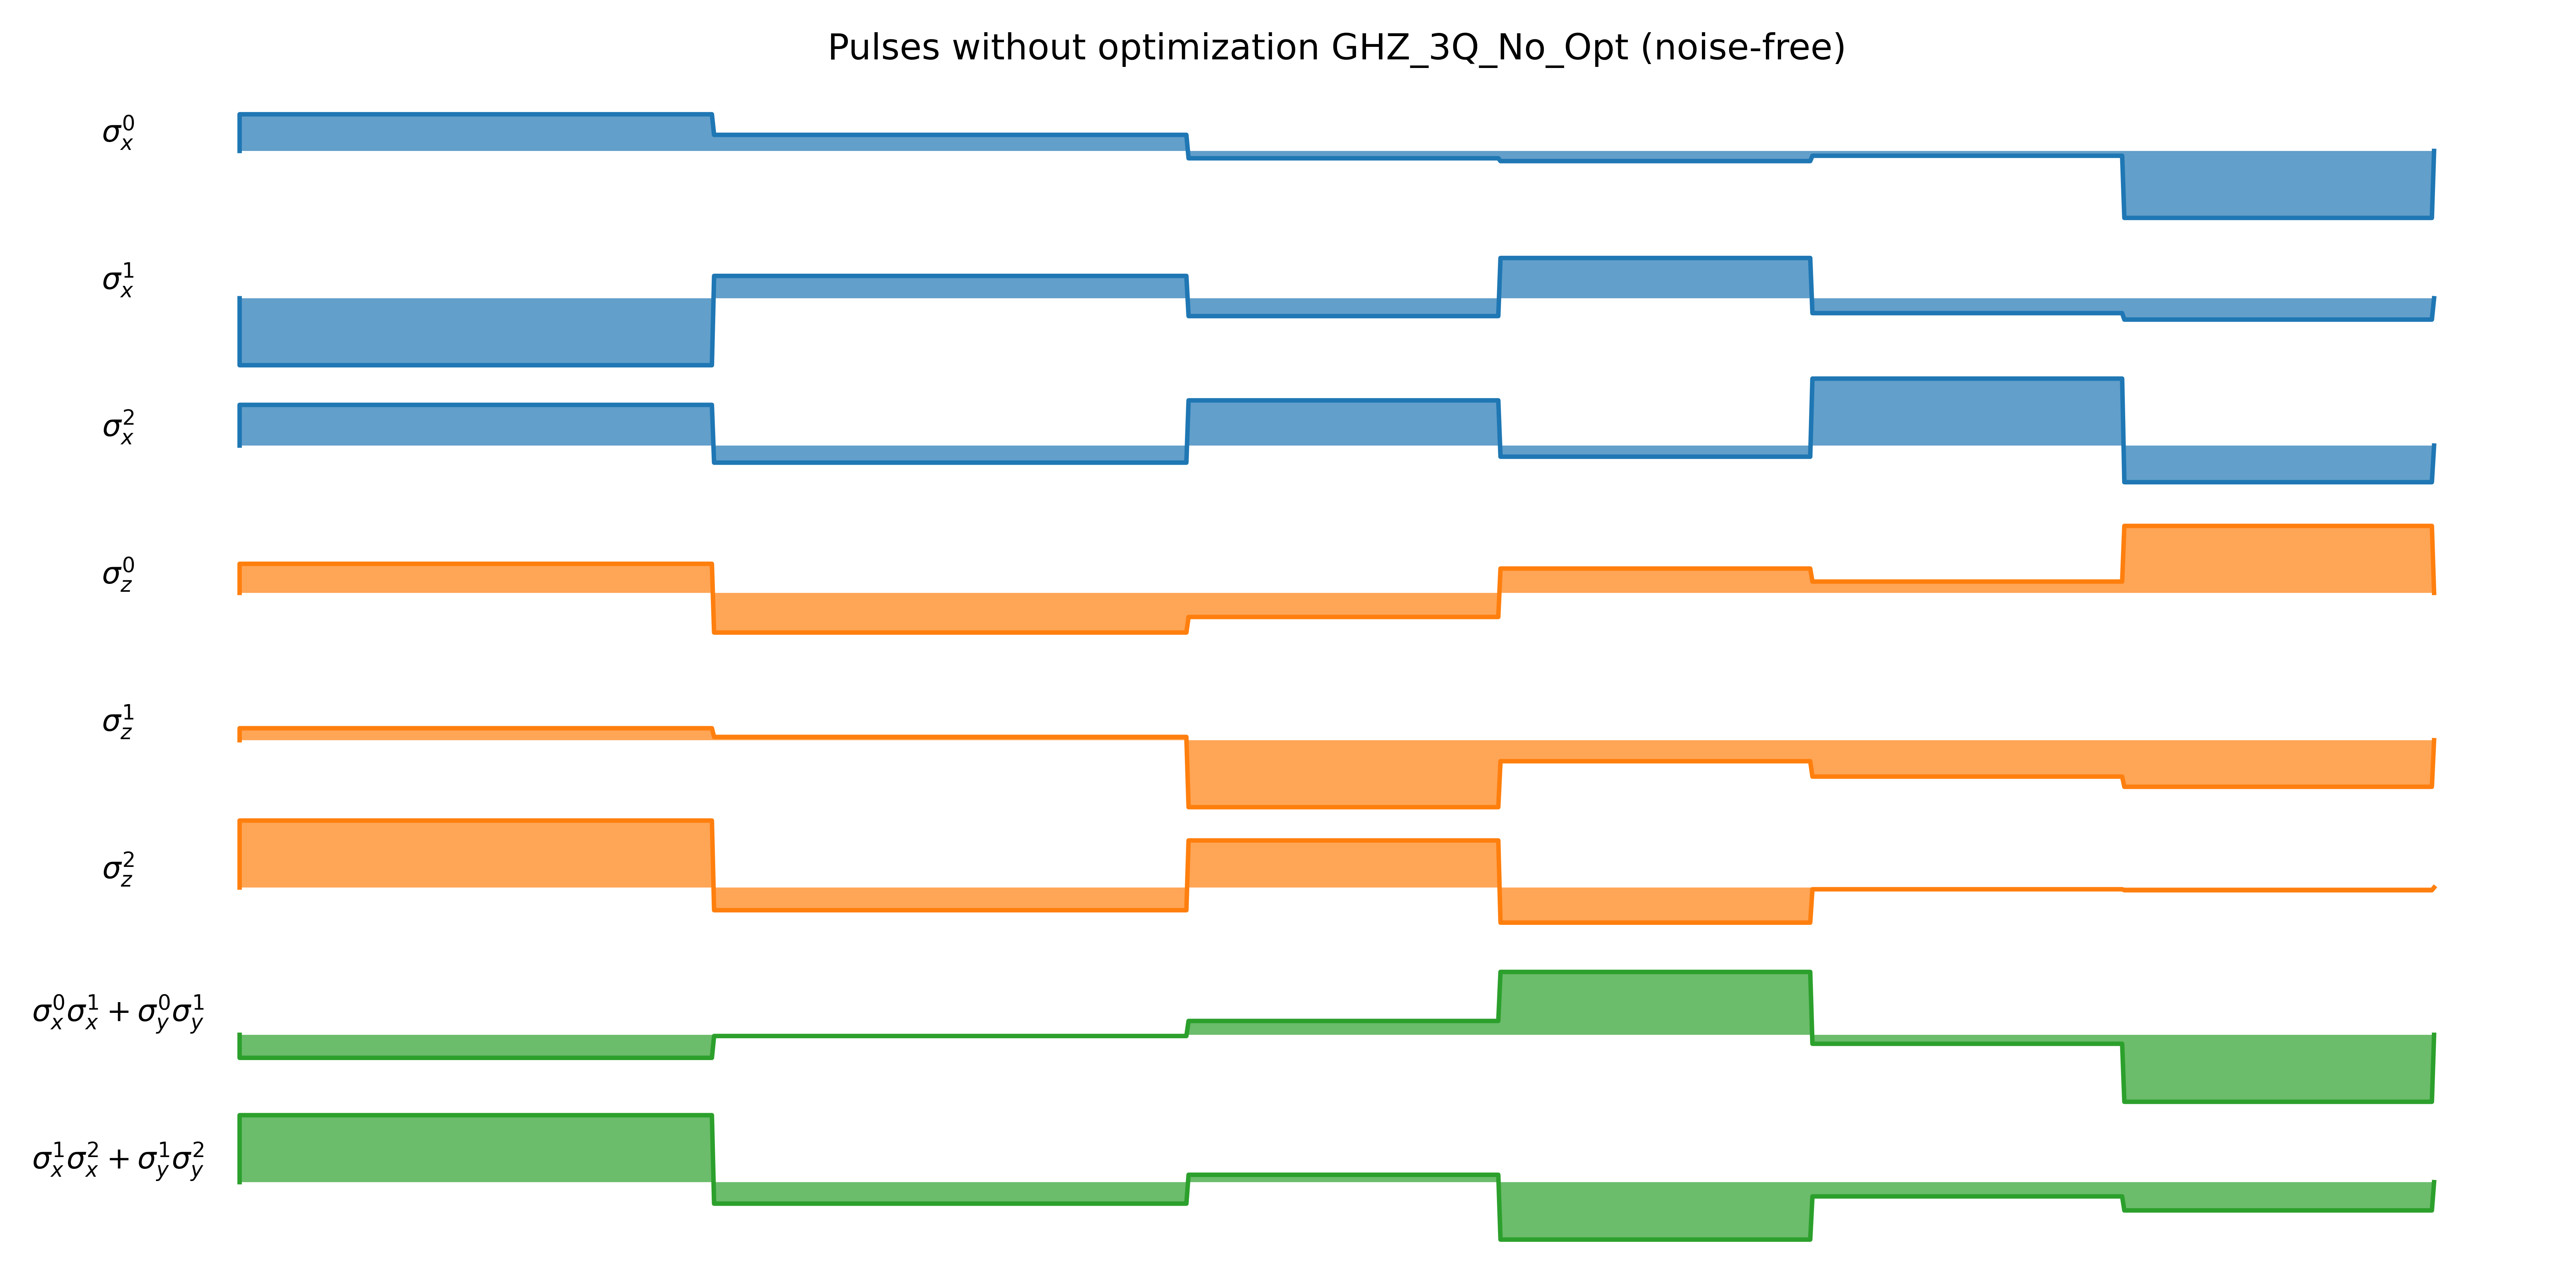 Pulses without optimization GHZ_3Q_No_Opt (noise-free)
σ_x^0
σ_x^1
σ_x^2
σ_z^0
σ_z^1
σ_z^2
σ_x^0σ_x^1 + σ_y^0σ_y^1
σ_x^1σ_x^2 + σ_y^1σ_y^2